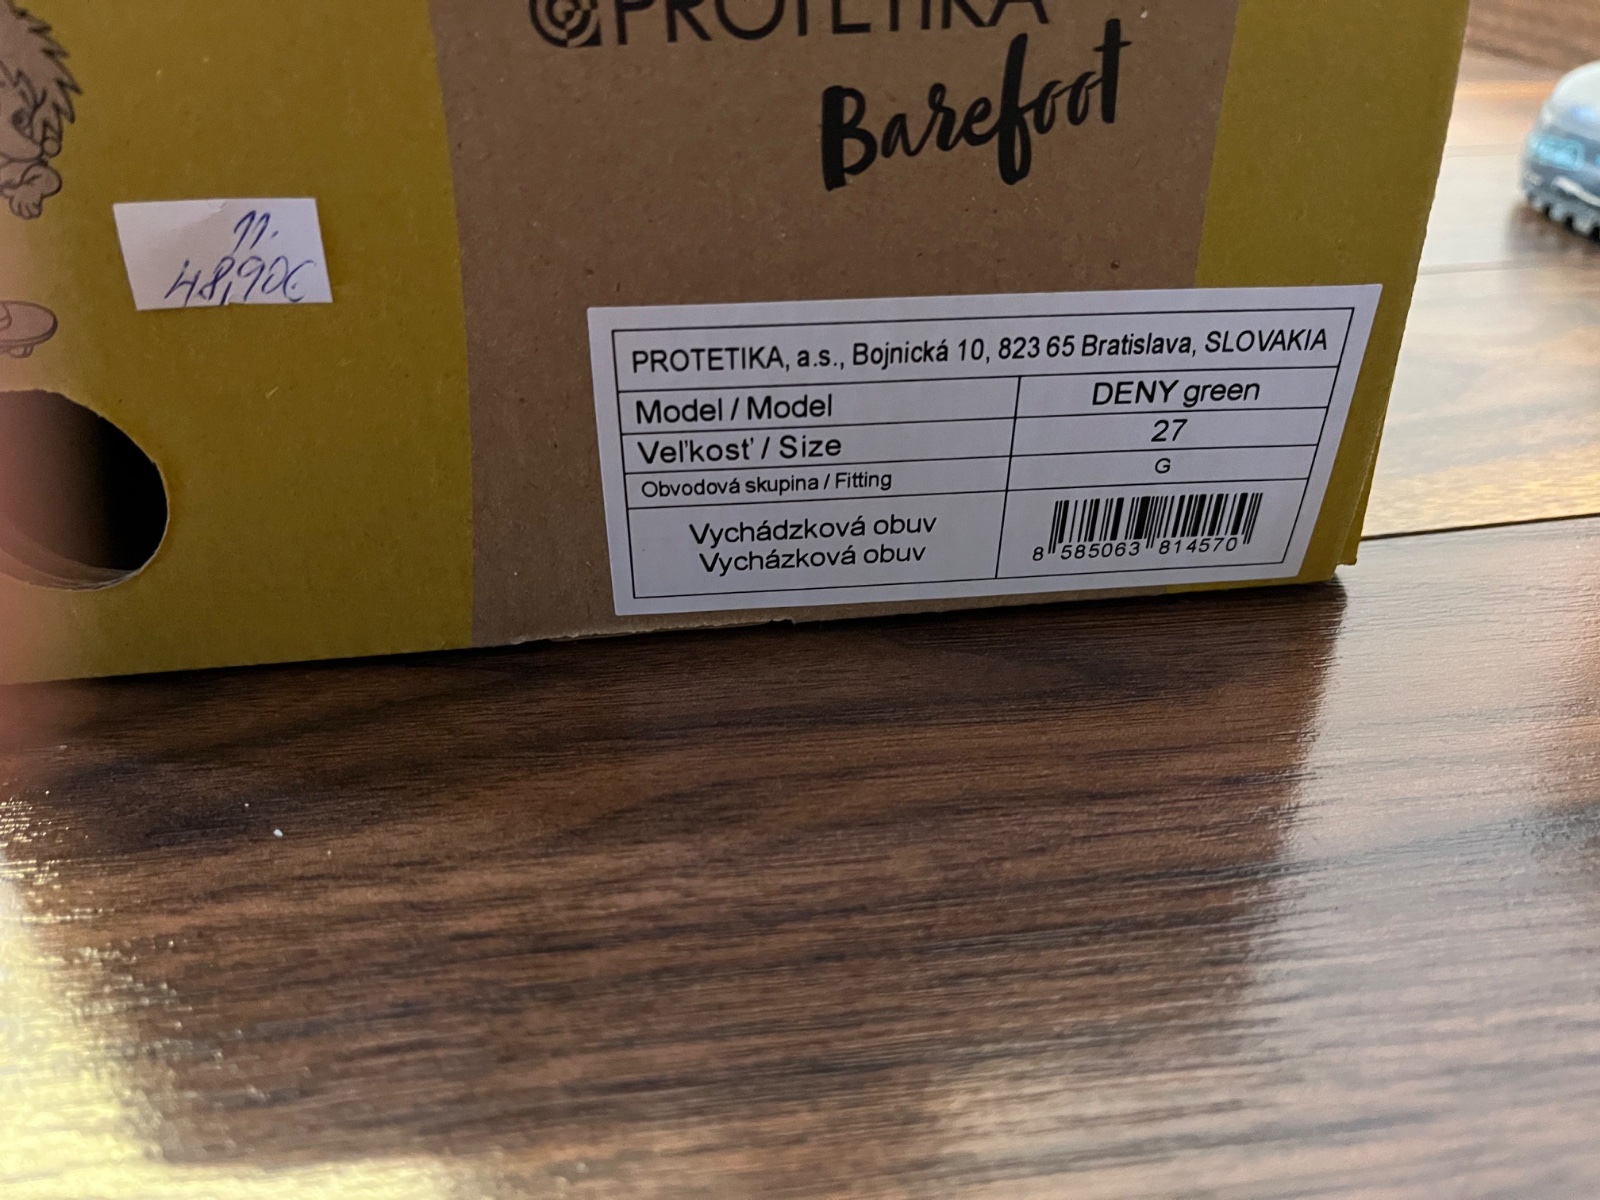 PROTETIKA
Barefoot
11.
48,90€
PROTETIKA, a.s., Bojnická 10, 823 65 Bratislava, SLOVAKIA
Model / Model DENY green
Veľkosť / Size 27
Obvodová skupina / Fitting G
Vychádzková obuv
Vycházková obuv
8 585063 814570